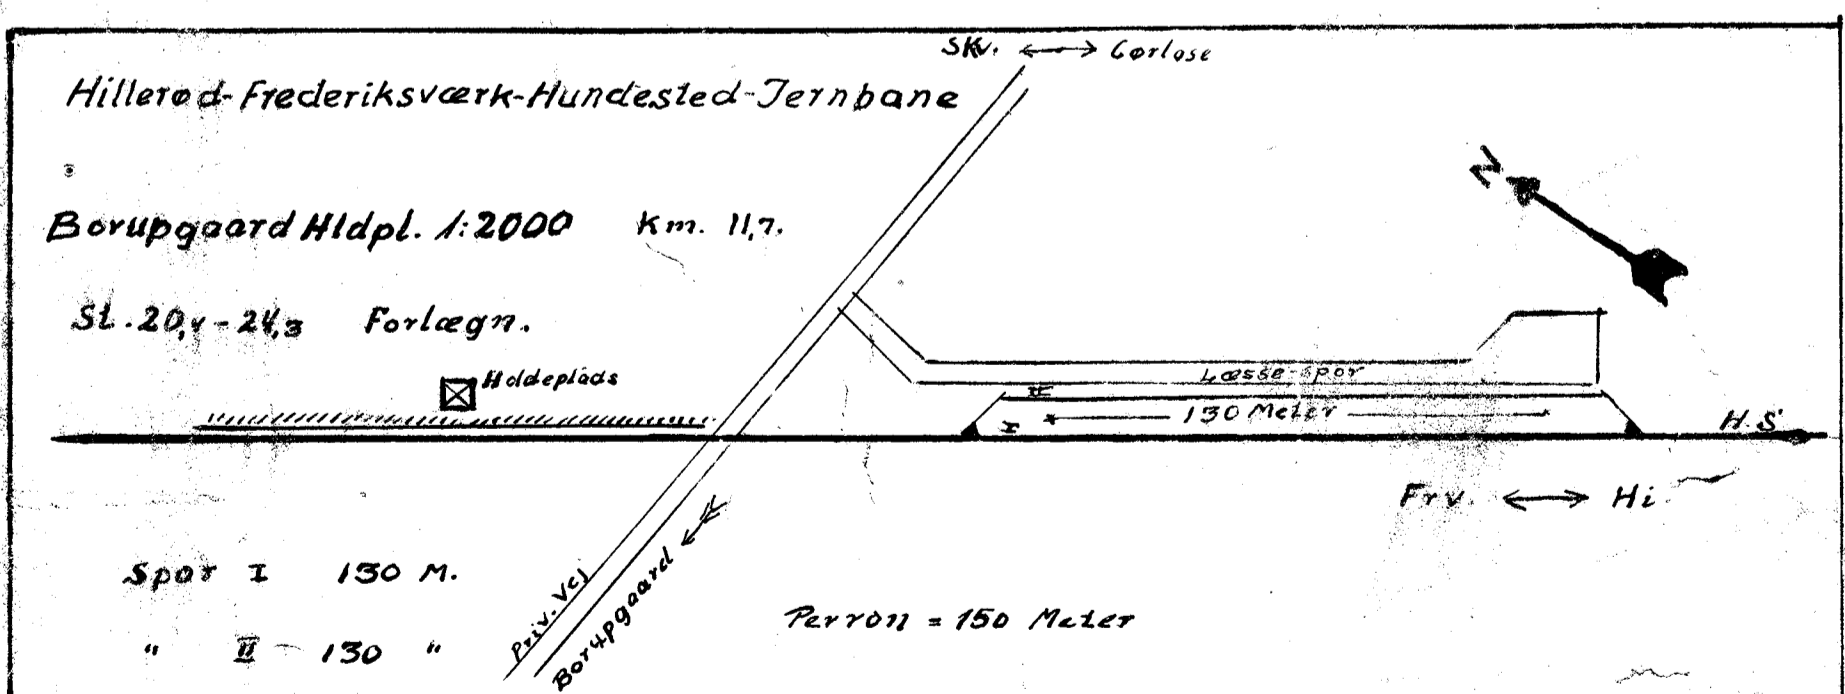 SKv. ←→ Gørløse
Hillerød-Frederiksværk-Hundested-Jernbane
N
Borupgaard Hldpl. 1:2000 Km. 11,7.
St. 20,4-24,3 Forlægn.
Holdeplads
Læsse-spor
II
I 130 Meter
H.S
Frv. ←→ Hi
Spor I 130 M.
Priv. Vej
Borupgaard
Perron = 150 Meter
" II - 130 "